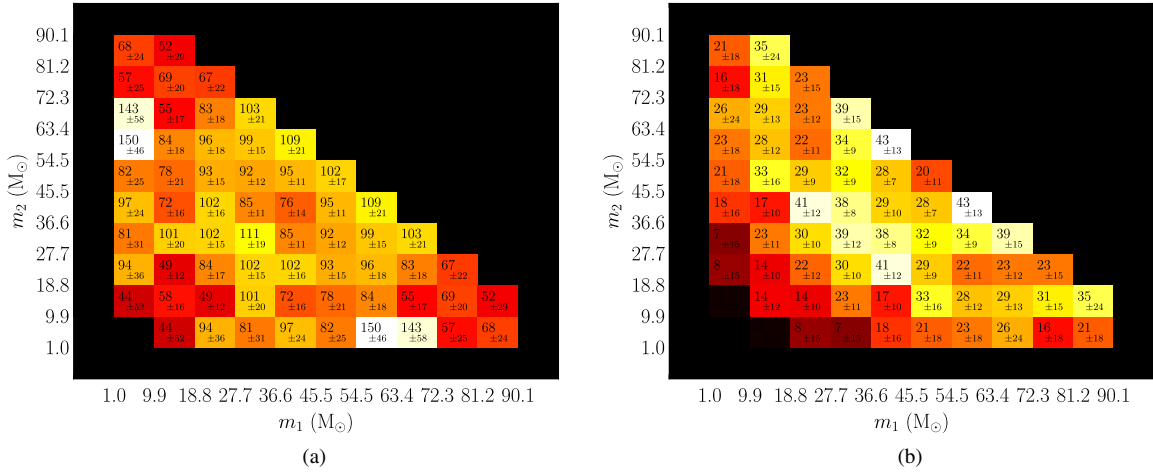 90.1
68 ±24 52 ±29
81.2
57 ±25 69 ±20 67 ±22
72.3
143 ±58 55 ±17 83 ±18 103 ±21
63.4
150 ±46 84 ±18 96 ±18 99 ±15 109 ±21
54.5
82 ±25 78 ±21 93 ±15 92 ±12 95 ±11 102 ±17
45.5
97 ±24 72 ±16 102 ±16 85 ±11 76 ±14 95 ±11 109 ±21
36.6
81 ±31 101 ±20 102 ±15 111 ±19 85 ±11 92 ±12 99 ±15 103 ±21
27.7
94 ±36 49 ±12 84 ±17 102 ±15 102 ±16 93 ±15 96 ±18 83 ±18 67 ±22
18.8
44 ±52 58 ±16 49 ±12 101 ±20 72 ±16 78 ±21 84 ±18 55 ±17 69 ±20 52 ±29
9.9
44 ±52 94 ±36 81 ±31 97 ±24 82 ±25 150 ±46 143 ±58 57 ±25 68 ±24
1.0
m₂ (M⊙)
1.0 9.9 18.8 27.7 36.6 45.5 54.5 63.4 72.3 81.2 90.1
m₁ (M⊙)
(a)
90.1
21 ±18 35 ±24
81.2
16 ±18 31 ±15 23 ±15
72.3
26 ±24 29 ±13 23 ±12 39 ±15
63.4
23 ±18 28 ±12 22 ±11 34 ±9 43 ±13
54.5
21 ±18 33 ±16 29 ±9 32 ±9 28 ±7 20 ±11
45.5
18 ±16 17 ±10 41 ±12 38 ±8 29 ±10 28 ±7 43 ±13
36.6
7 ±15 23 ±11 30 ±10 39 ±12 38 ±8 32 ±9 34 ±9 39 ±15
27.7
8 ±15 14 ±10 22 ±12 30 ±10 41 ±12 29 ±9 22 ±11 23 ±12 23 ±15
18.8
14 ±12 14 ±10 23 ±11 17 ±10 33 ±16 28 ±12 29 ±13 31 ±15 35 ±24
9.9
8 ±15 7 ±15 18 ±16 21 ±18 23 ±18 26 ±24 16 ±18 21 ±18
1.0
m₂ (M⊙)
1.0 9.9 18.8 27.7 36.6 45.5 54.5 63.4 72.3 81.2 90.1
m₁ (M⊙)
(b)